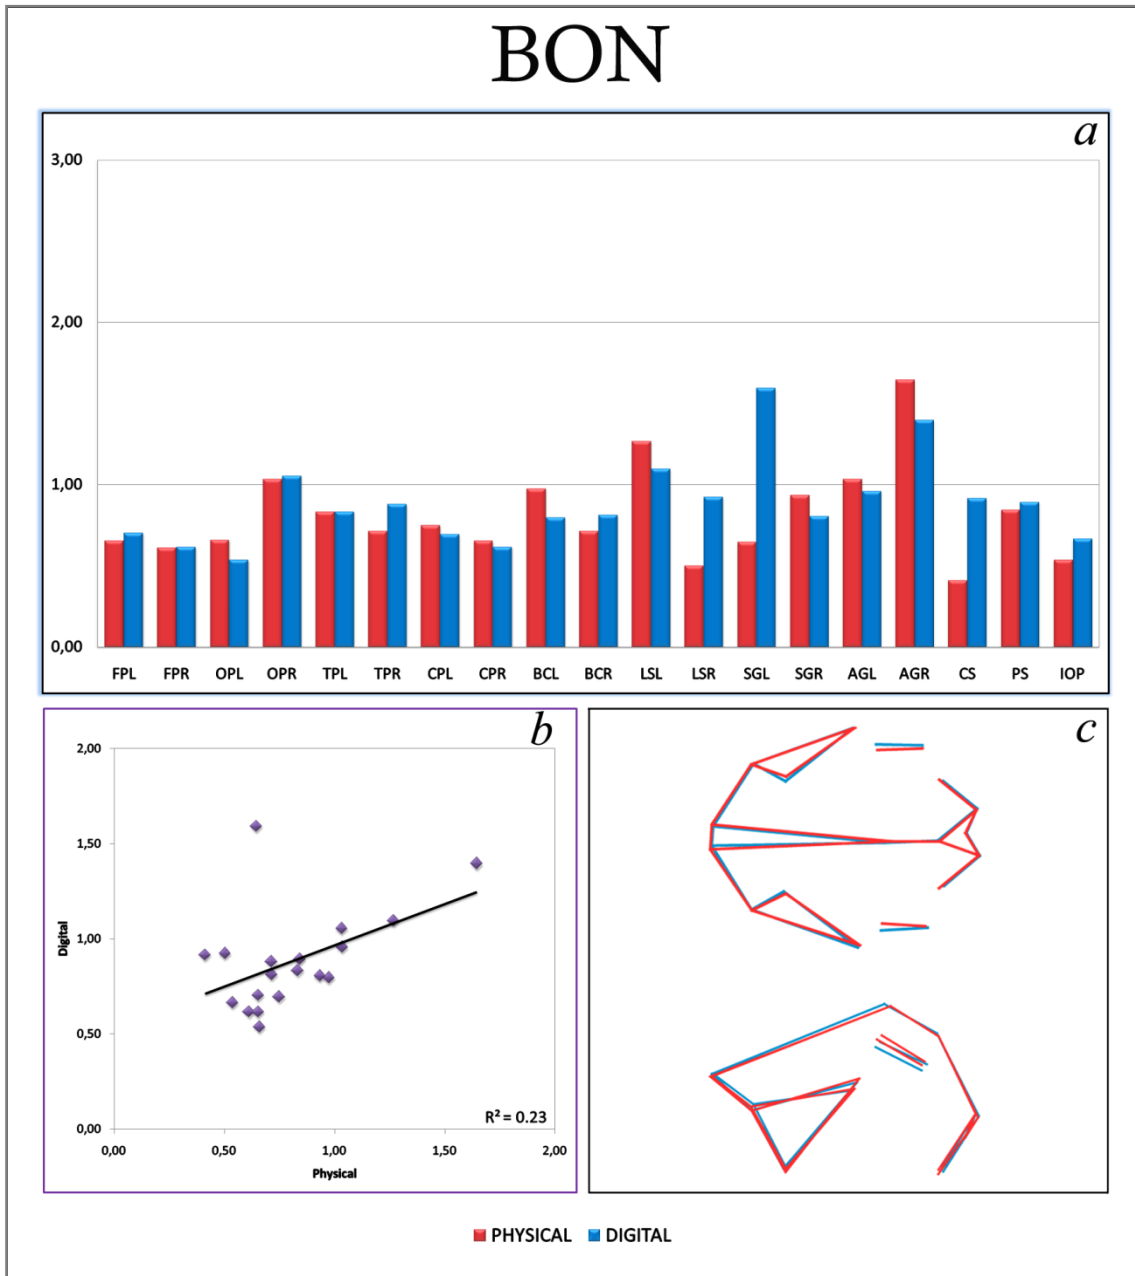 BON
a
3,00
2,00
1,00
0,00
FPL FPR OPL OPR TPL TPR CPL CPR BCL BCR LSL LSR SGL SGR AGL AGR CS PS IOP
b
2,00
1,50
1,00
0,50
0,00
Digital
R² = 0.23
0,00 0,50 1,00 1,50 2,00
Physical
c
PHYSICAL DIGITAL